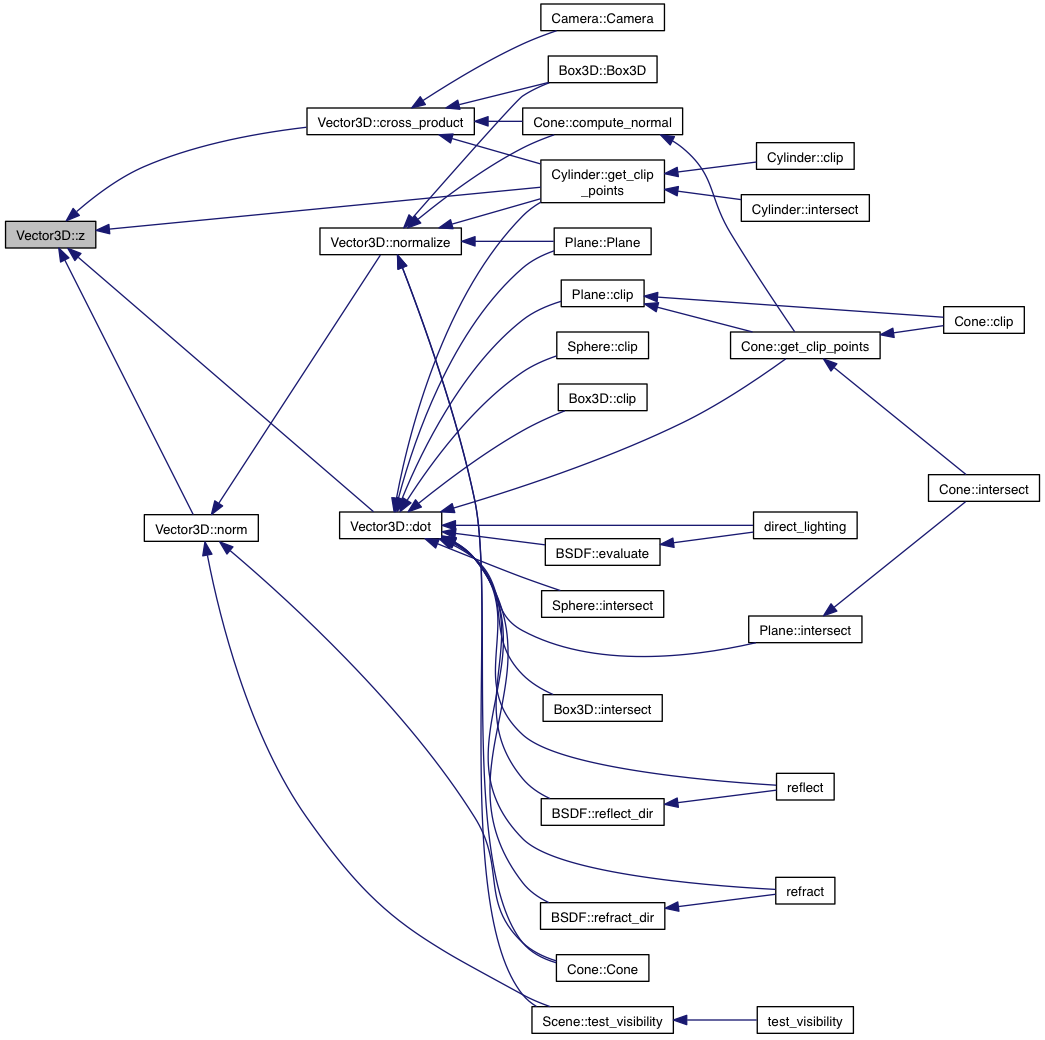 Camera::Camera
Box3D::Box3D
Vector3D::cross_product
Cone::compute_normal
Cylinder::clip
Cylinder::get_clip
_points
Cylinder::intersect
Vector3D::z
Vector3D::normalize
Plane::Plane
Plane::clip
Cone::clip
Sphere::clip
Cone::get_clip_points
Box3D::clip
Cone::intersect
Vector3D::norm
Vector3D::dot
direct_lighting
BSDF::evaluate
Sphere::intersect
Plane::intersect
Box3D::intersect
reflect
BSDF::reflect_dir
refract
BSDF::refract_dir
Cone::Cone
Scene::test_visibility
test_visibility